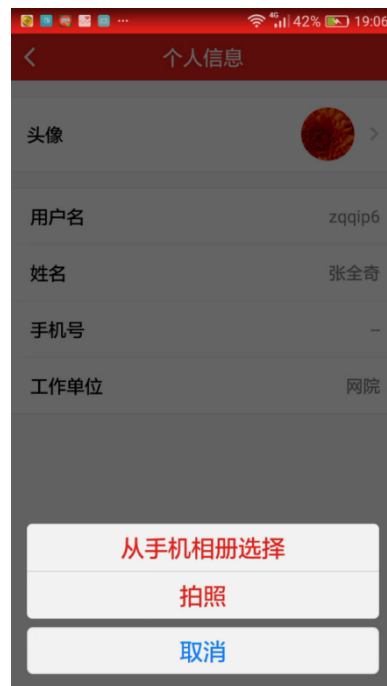 4G 42% 19:06
个人信息
头像
用户名 zqqip6
姓名 张全奇
手机号 --
工作单位 网院
从手机相册选择
拍照
取消